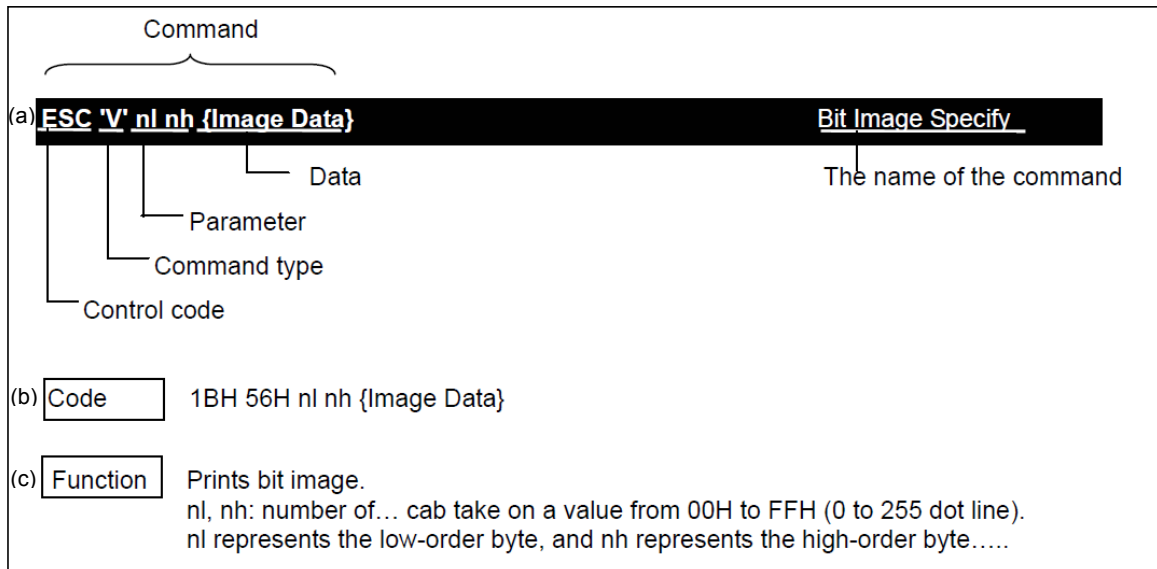 Command
(a) ESC 'V' nl nh {Image Data} Bit Image Specify
Data The name of the command
Parameter
Command type
Control code
(b) Code 1BH 56H nl nh {Image Data}
(c) Function Prints bit image.
nl, nh: number of… cab take on a value from 00H to FFH (0 to 255 dot line).
nl represents the low-order byte, and nh represents the high-order byte…..